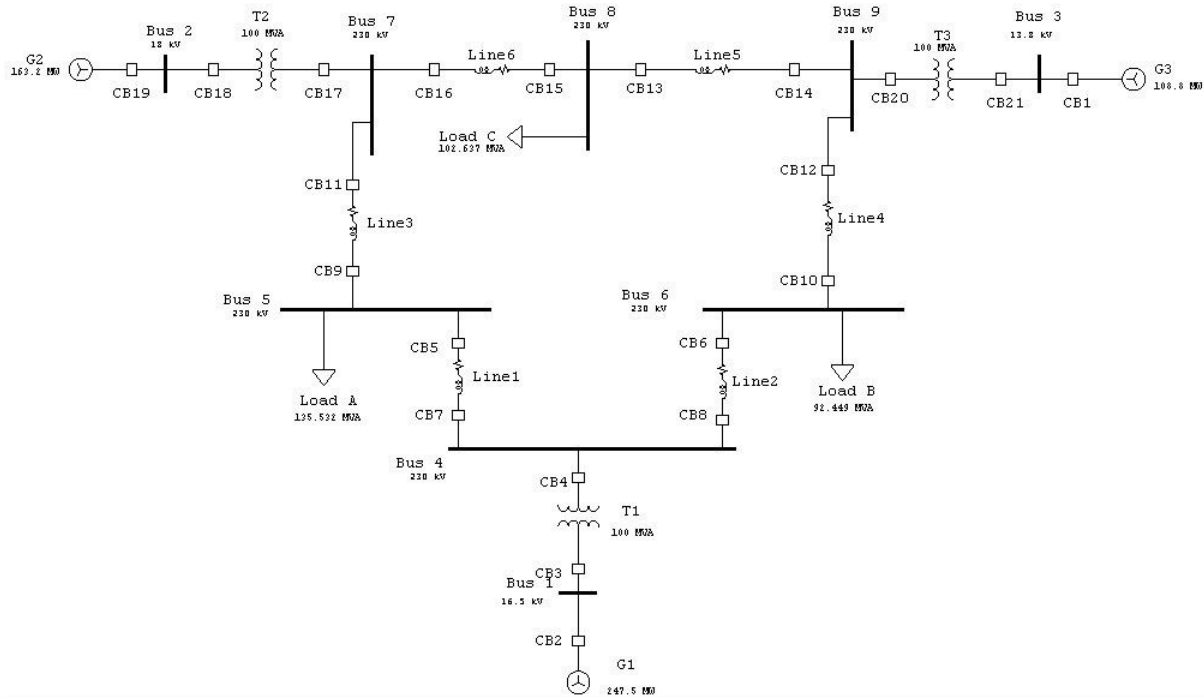 Bus 2
18 kV
G2
163.2 MW
CB19
CB18
T2
100 MVA
CB17
Bus 7
230 kV
CB16
Line6
CB15
Bus 8
230 kV
CB13
Line5
CB14
Bus 9
230 kV
CB20
T3
100 MVA
CB21
Bus 3
13.8 kV
CB1
G3
108.8 MW
Load C
102.637 MVA
CB11
Line3
CB9
CB12
Line4
CB10
Bus 5
230 kV
Bus 6
230 kV
CB5
Line1
CB7
Load A
135.532 MVA
CB6
Line2
CB8
Load B
92.449 MVA
Bus 4
230 kV
CB4
T1
100 MVA
CB3
Bus 1
16.5 kV
CB2
G1
247.5 MW